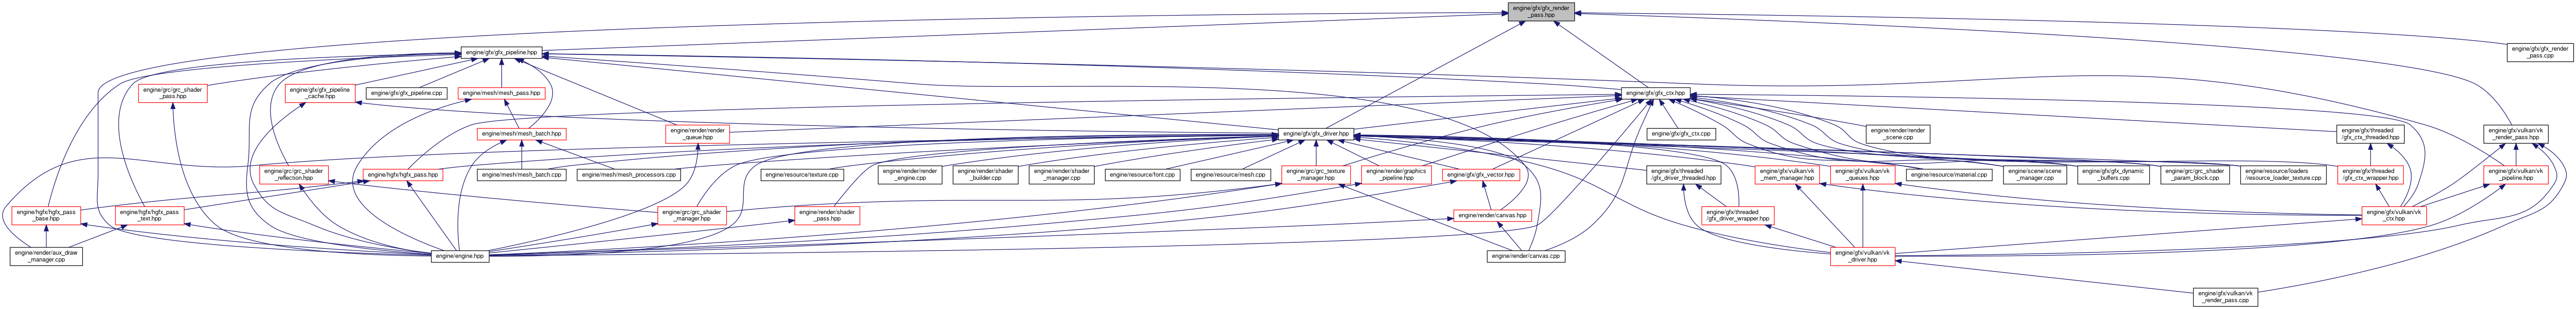 engine/gfx/gfx_render
_pass.hpp
engine/gfx/gfx_pipeline.hpp
engine/gfx/gfx_render
_pass.cpp
engine/grc/grc_shader
_pass.hpp
engine/gfx/gfx_pipeline
_cache.hpp
engine/gfx/gfx_pipeline.cpp
engine/mesh/mesh_pass.hpp
engine/gfx/gfx_ctx.hpp
engine/mesh/mesh_batch.hpp
engine/render/render
_queue.hpp
engine/gfx/gfx_driver.hpp
engine/gfx/gfx_ctx.cpp
engine/render/render
_scene.cpp
engine/gfx/threaded
/gfx_ctx_threaded.hpp
engine/gfx/vulkan/vk
_render_pass.hpp
engine/grc/grc_shader
_reflection.hpp
engine/hgfx/hgfx_pass.hpp
engine/mesh/mesh_batch.cpp
engine/mesh/mesh_processors.cpp
engine/resource/texture.cpp
engine/render/render
_engine.cpp
engine/render/shader
_builder.cpp
engine/render/shader
_manager.cpp
engine/resource/font.cpp
engine/resource/mesh.cpp
engine/grc/grc_texture
_manager.hpp
engine/render/graphics
_pipeline.hpp
engine/gfx/gfx_vector.hpp
engine/gfx/threaded
/gfx_driver_threaded.hpp
engine/gfx/vulkan/vk
_mem_manager.hpp
engine/gfx/vulkan/vk
_queues.hpp
engine/resource/material.cpp
engine/scene/scene
_manager.cpp
engine/gfx/gfx_dynamic
_buffers.cpp
engine/grc/grc_shader
_param_block.cpp
engine/resource/loaders
/resource_loader_texture.cpp
engine/gfx/threaded
/gfx_ctx_wrapper.hpp
engine/gfx/vulkan/vk
_pipeline.hpp
engine/hgfx/hgfx_pass
_base.hpp
engine/hgfx/hgfx_pass
_text.hpp
engine/grc/grc_shader
_manager.hpp
engine/render/shader
_pass.hpp
engine/render/canvas.hpp
engine/gfx/threaded
/gfx_driver_wrapper.hpp
engine/gfx/vulkan/vk
_ctx.hpp
engine/render/aux_draw
_manager.cpp
engine/engine.hpp
engine/render/canvas.cpp
engine/gfx/vulkan/vk
_driver.hpp
engine/gfx/vulkan/vk
_render_pass.cpp